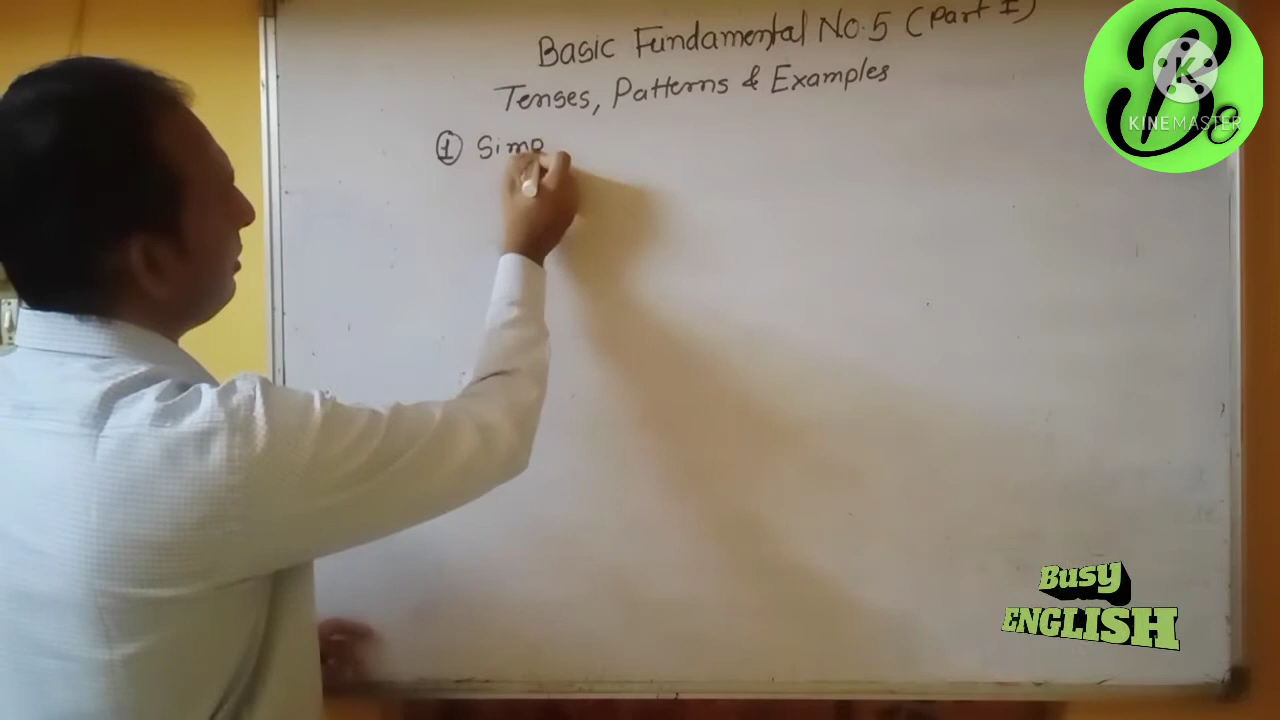 Basic Fundamental No.5 (Part I)
Tenses, Patterns & Examples
① Simp
KINEMASTER
Busy
ENGLISH